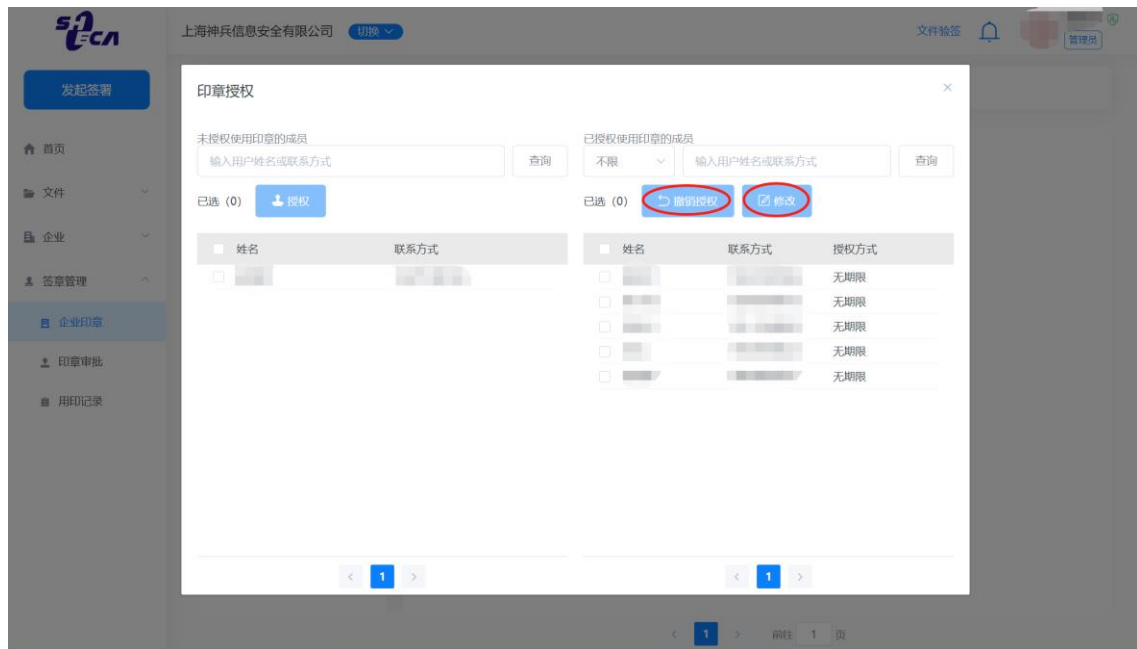 SHECA
上海神兵信息安全有限公司 切换
文件验签
管理员
发起签署
首页
文件
企业
签章管理
企业印章
印章审批
用印记录
印章授权
未授权使用印章的成员
输入用户姓名或联系方式 查询
已选（0） 授权
姓名 联系方式
1
已授权使用印章的成员
不限 输入用户姓名或联系方式 查询
已选（0） 撤销授权 修改
姓名 联系方式 授权方式
无期限
无期限
无期限
无期限
无期限
1
1 前往 1 页